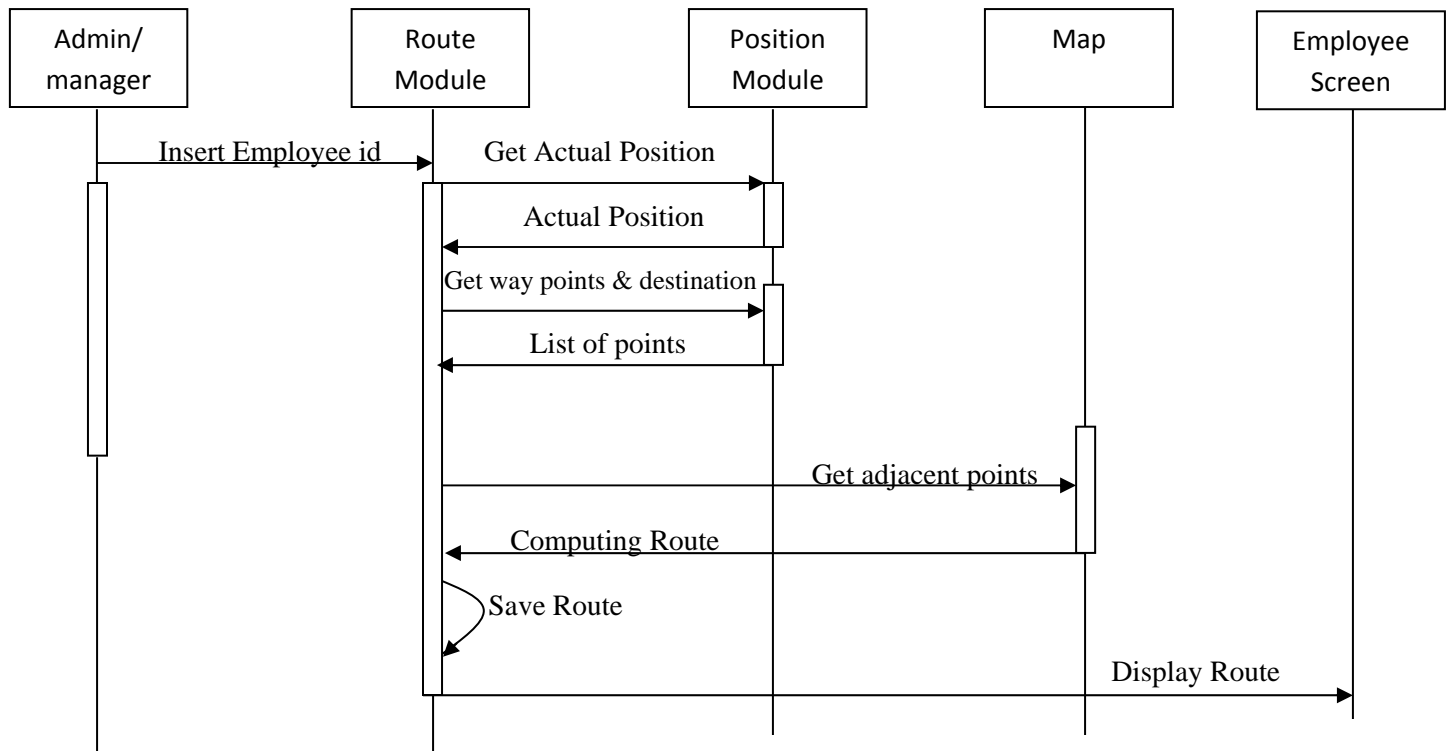 Admin/
manager
Route
Module
Position
Module
Map
Employee
Screen
Insert Employee id
Get Actual Position
Actual Position
Get way points & destination
List of points
Get adjacent points
Computing Route
Save Route
Display Route